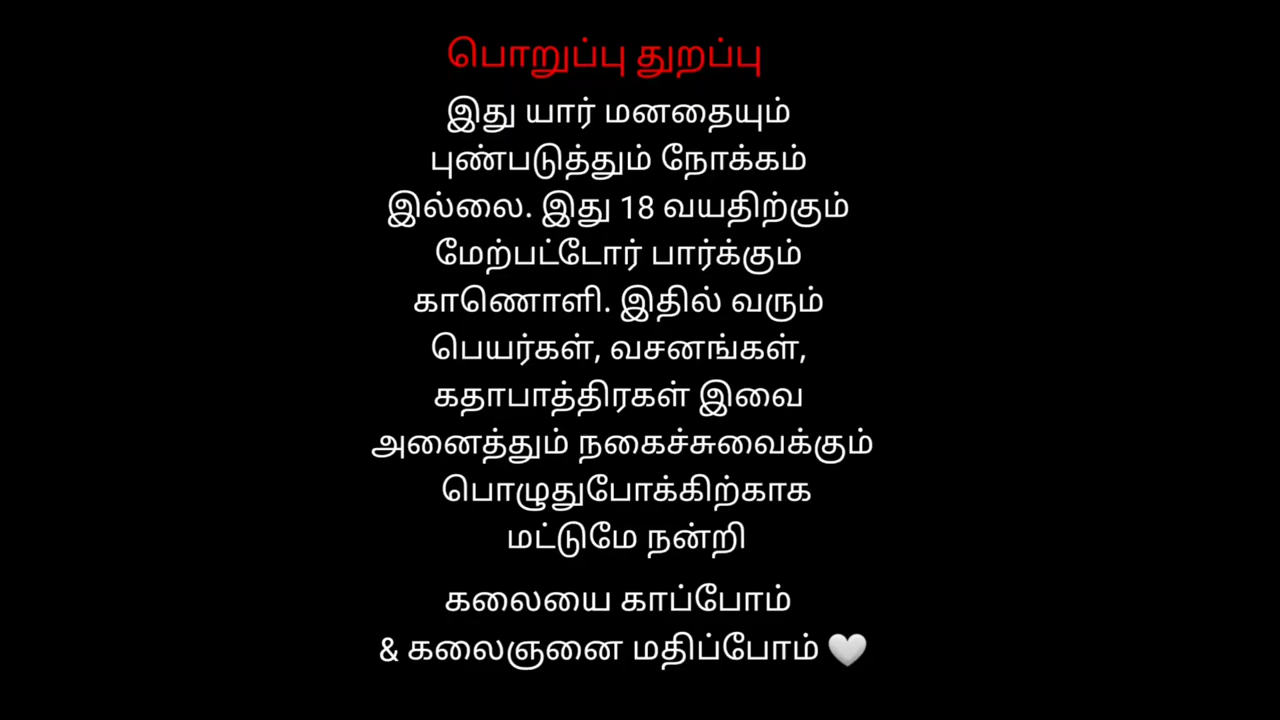 பொறுப்பு துறப்பு
இது யார் மனதையும்
புண்படுத்தும் நோக்கம்
இல்லை. இது 18 வயதிற்கும்
மேற்பட்டோர் பார்க்கும்
காணொளி. இதில் வரும்
பெயர்கள், வசனங்கள்,
கதாபாத்திரகள் இவை
அனைத்தும் நகைச்சுவைக்கும்
பொழுதுபோக்கிற்காக
மட்டுமே நன்றி
கலையை காப்போம்
& கலைஞனை மதிப்போம் 🤍